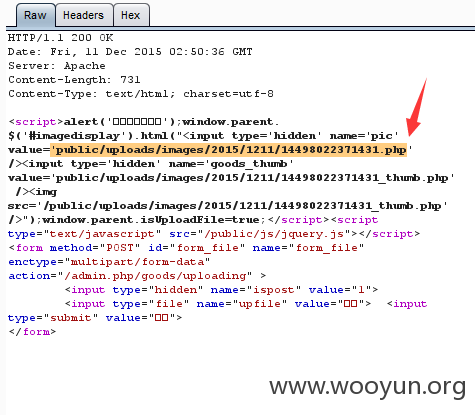 Raw Headers Hex
HTTP/1.1 200 OK
Date: Fri, 11 Dec 2015 02:50:36 GMT
Server: Apache
Content-Length: 731
Content-Type: text/html; charset=utf-8
<script>alert('□□□□□□□');window.parent.
$('#imagedisplay').html("<input type='hidden' name='pic'
value='public/uploads/images/2015/1211/14498022371431.php'
/><input type='hidden' name='goods_thumb'
value='public/uploads/images/2015/1211/14498022371431_thumb.php'
/><img
src='/public/uploads/images/2015/1211/14498022371431_thumb.php'
/>");window.parent.isUploadFile=true;</script><script
type="text/javascript" src="/public/js/jquery.js"></script>
<form method="POST" id="form_file" name="form_file"
enctype="multipart/form-data"
action="/admin.php/goods/uploading" >
<input type="hidden" name="ispost" value="1">
<input type="file" name="upfile" value="□□"> <input
type="submit" value="□□">
</form>
www.wooyun.org